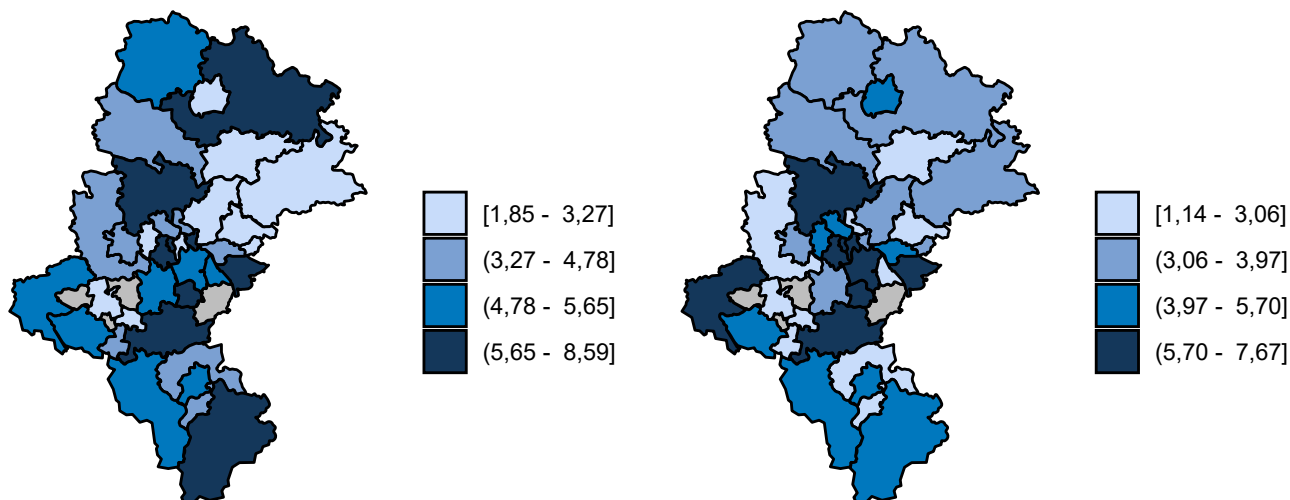 [1,85 - 3,27]
(3,27 - 4,78]
(4,78 - 5,65]
(5,65 - 8,59]
[1,14 - 3,06]
(3,06 - 3,97]
(3,97 - 5,70]
(5,70 - 7,67]